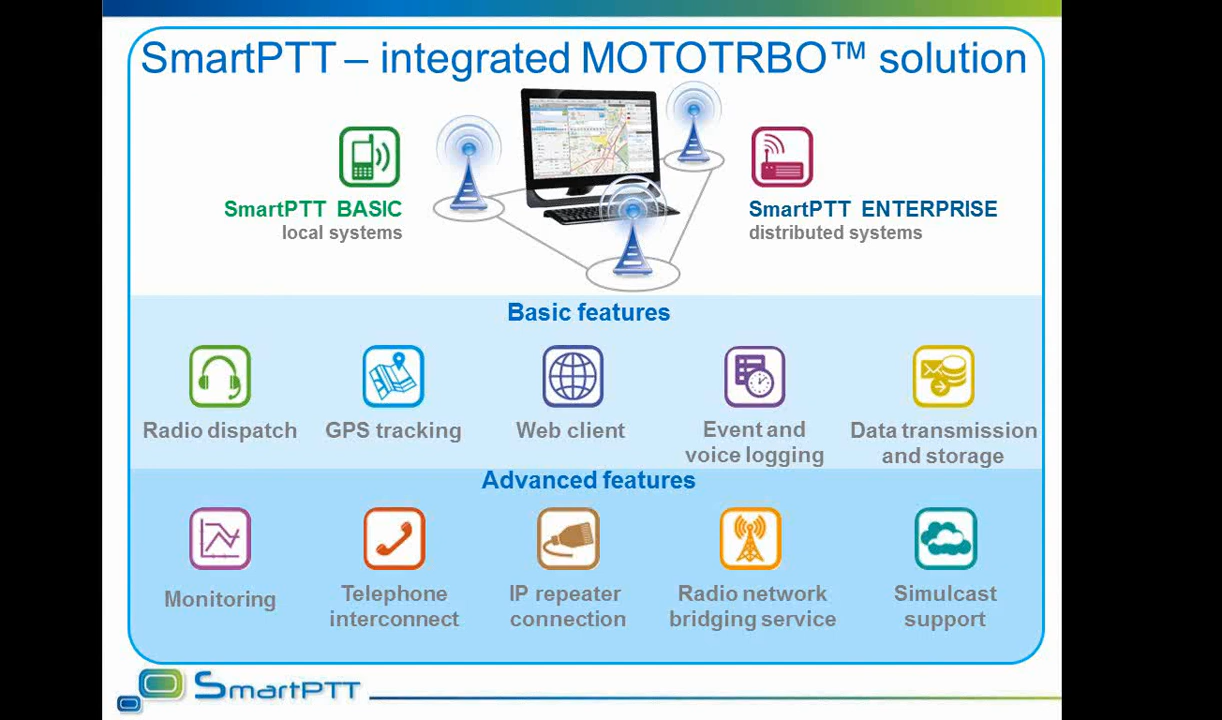 SmartPTT – integrated MOTOTRBO™ solution
SmartPTT BASIC
local systems
SmartPTT ENTERPRISE
distributed systems
Basic features
Radio dispatch
GPS tracking
Web client
Event and
voice logging
Data transmission
and storage
Advanced features
Monitoring
Telephone
interconnect
IP repeater
connection
Radio network
bridging service
Simulcast
support
SmartPTT